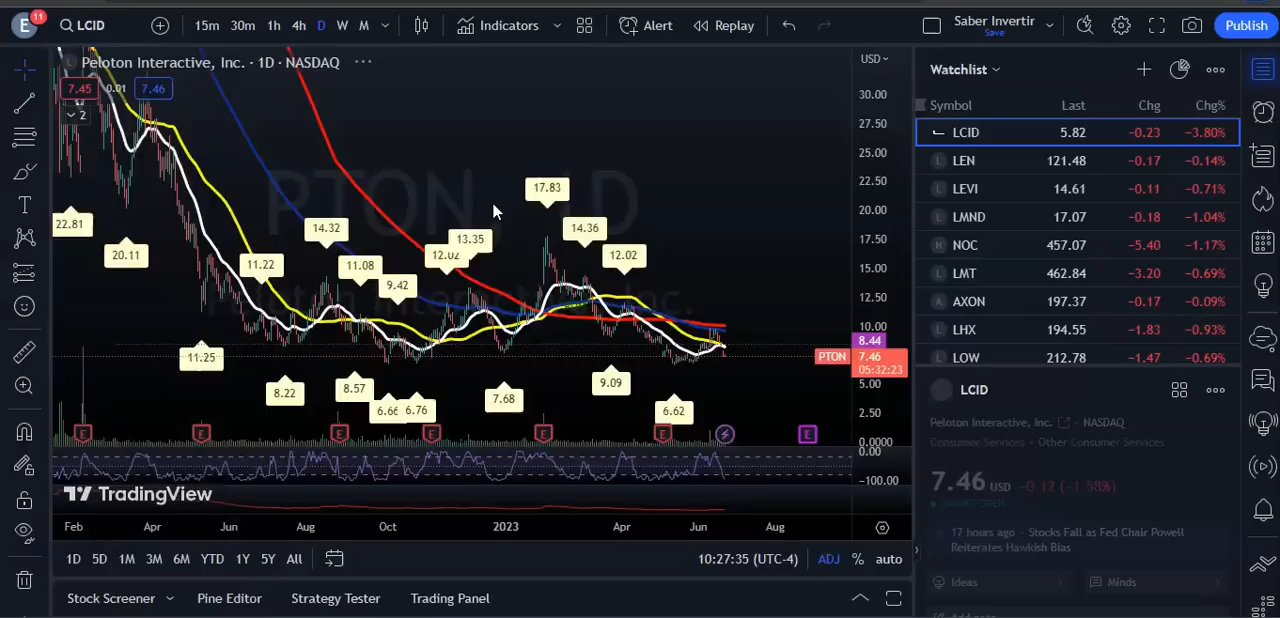 E 11 LCID 15m 30m 1h 4h D W M Indicators Alert Replay Saber Invertir Publish
Save
L Peloton Interactive, Inc. · 1D · NASDAQ ···
7.45 0.01 7.46
2
USD
30.00
27.50
25.00
22.50
20.00
17.50
15.00
12.50
10.00
8.44
PTON 7.46
05:32:23
5.00
2.50
0.0000
0.00
-100.00
PTON, 1D
Peloton Interactive, Inc.
22.81
20.11
11.25
11.22
8.22
14.32
8.57
11.08
9.42
6.76
12.02
13.35
7.68
17.83
14.36
9.09
12.02
6.62
E E E E E E E
TradingView
Feb Apr Jun Aug Oct 2023 Apr Jun Aug
1D 5D 1M 3M 6M YTD 1Y 5Y All 10:27:35 (UTC-4) ADJ % auto
Stock Screener Pine Editor Strategy Tester Trading Panel
Watchlist
Symbol Last Chg Chg%
LCID 5.82 −0.23 −3.80%
L LEN 121.48 −0.17 −0.14%
L LEVI 14.61 −0.11 −0.71%
L LMND 17.07 −0.18 −1.04%
N NOC 457.07 −5.40 −1.17%
L LMT 462.84 −3.20 −0.69%
A AXON 197.37 −0.17 −0.09%
L LHX 194.55 −1.83 −0.93%
L LOW 212.78 −1.47 −0.69%
LCID
Peloton Interactive, Inc. · NASDAQ
Consumer Services · Other Consumer Services
7.46 USD −0.12 (−1.58%)
MARKET OPEN
17 hours ago · Stocks Fall as Fed Chair Powell
Reiterates Hawkish Bias
Ideas Minds